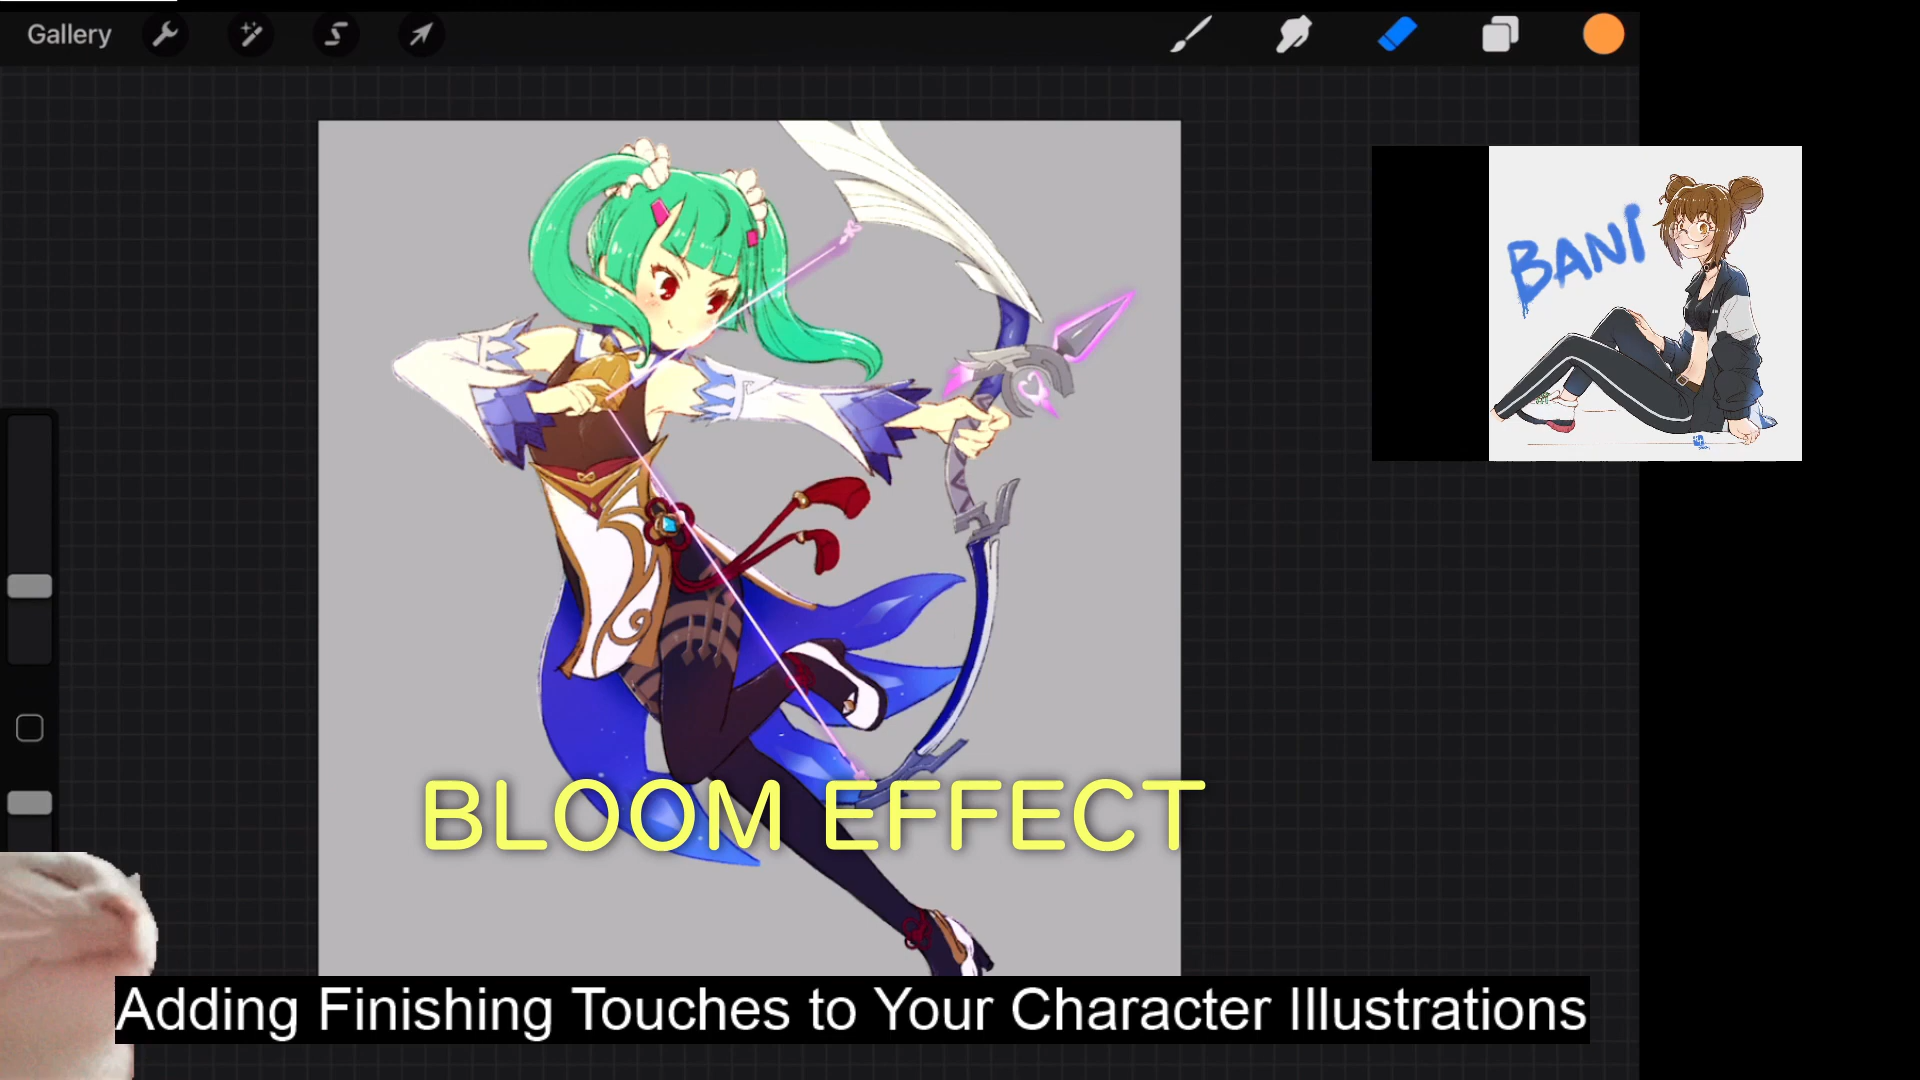 Gallery
BANI
BLOOM EFFECT
Adding Finishing Touches to Your Character Illustrations